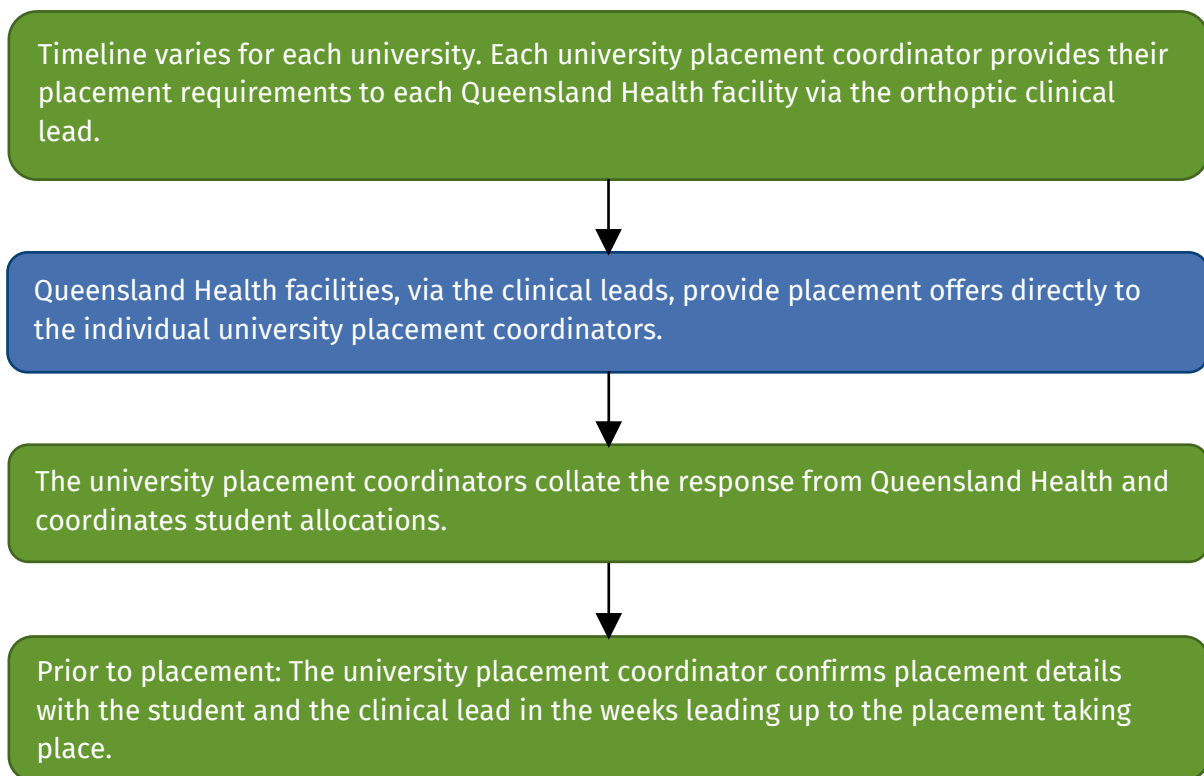 Timeline varies for each university. Each university placement coordinator provides their
placement requirements to each Queensland Health facility via the orthoptic clinical
lead.
Queensland Health facilities, via the clinical leads, provide placement offers directly to
the individual university placement coordinators.
The university placement coordinators collate the response from Queensland Health and
coordinates student allocations.
Prior to placement: The university placement coordinator confirms placement details
with the student and the clinical lead in the weeks leading up to the placement taking
place.